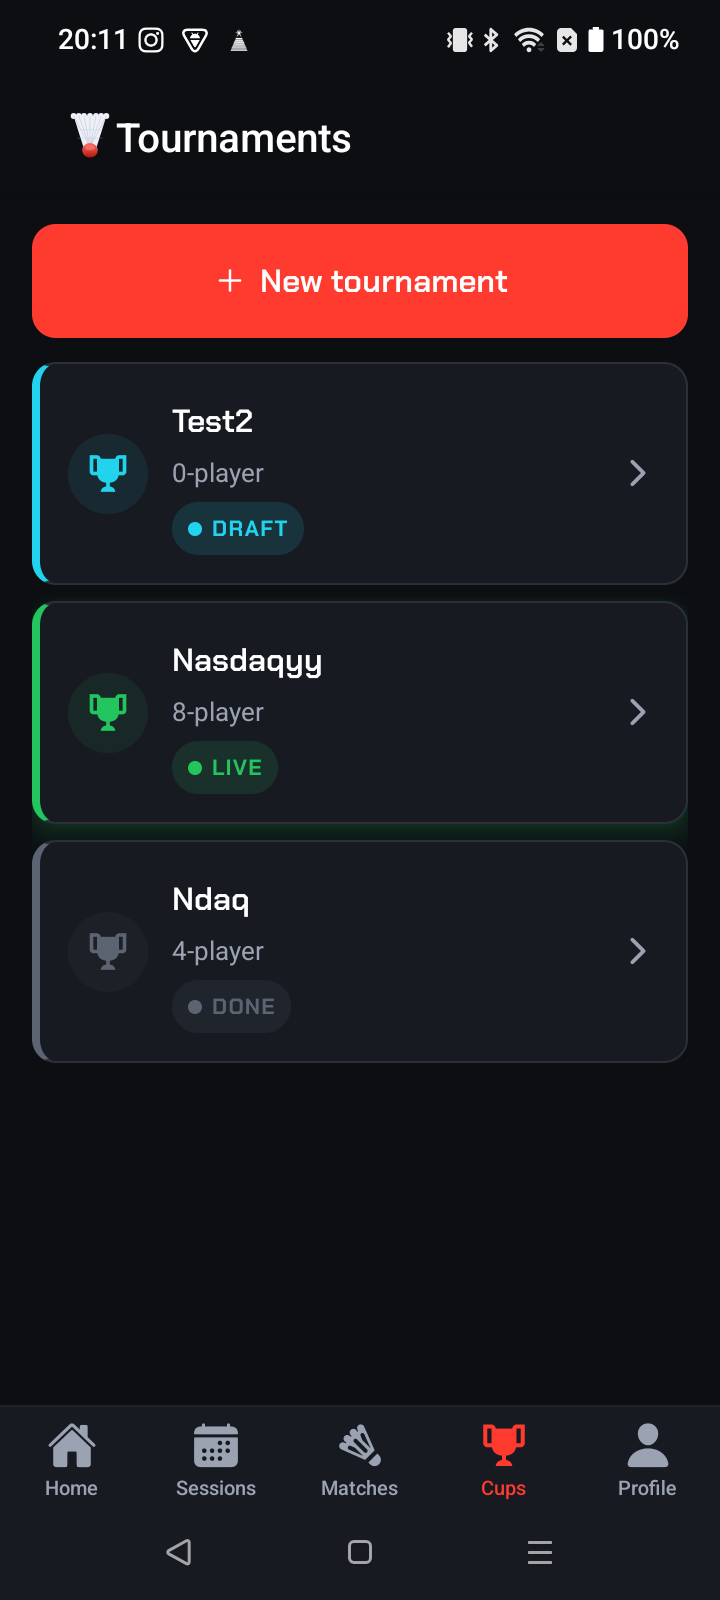 20:11 100%
Tournaments
+ New tournament
Test2
0-player
DRAFT
Nasdaqyy
8-player
LIVE
Ndaq
4-player
DONE
Home Sessions Matches Cups Profile